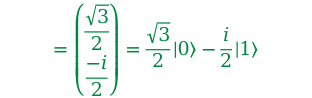 = (√3/2, -i/2) = √3/2 |0⟩ - i/2 |1⟩